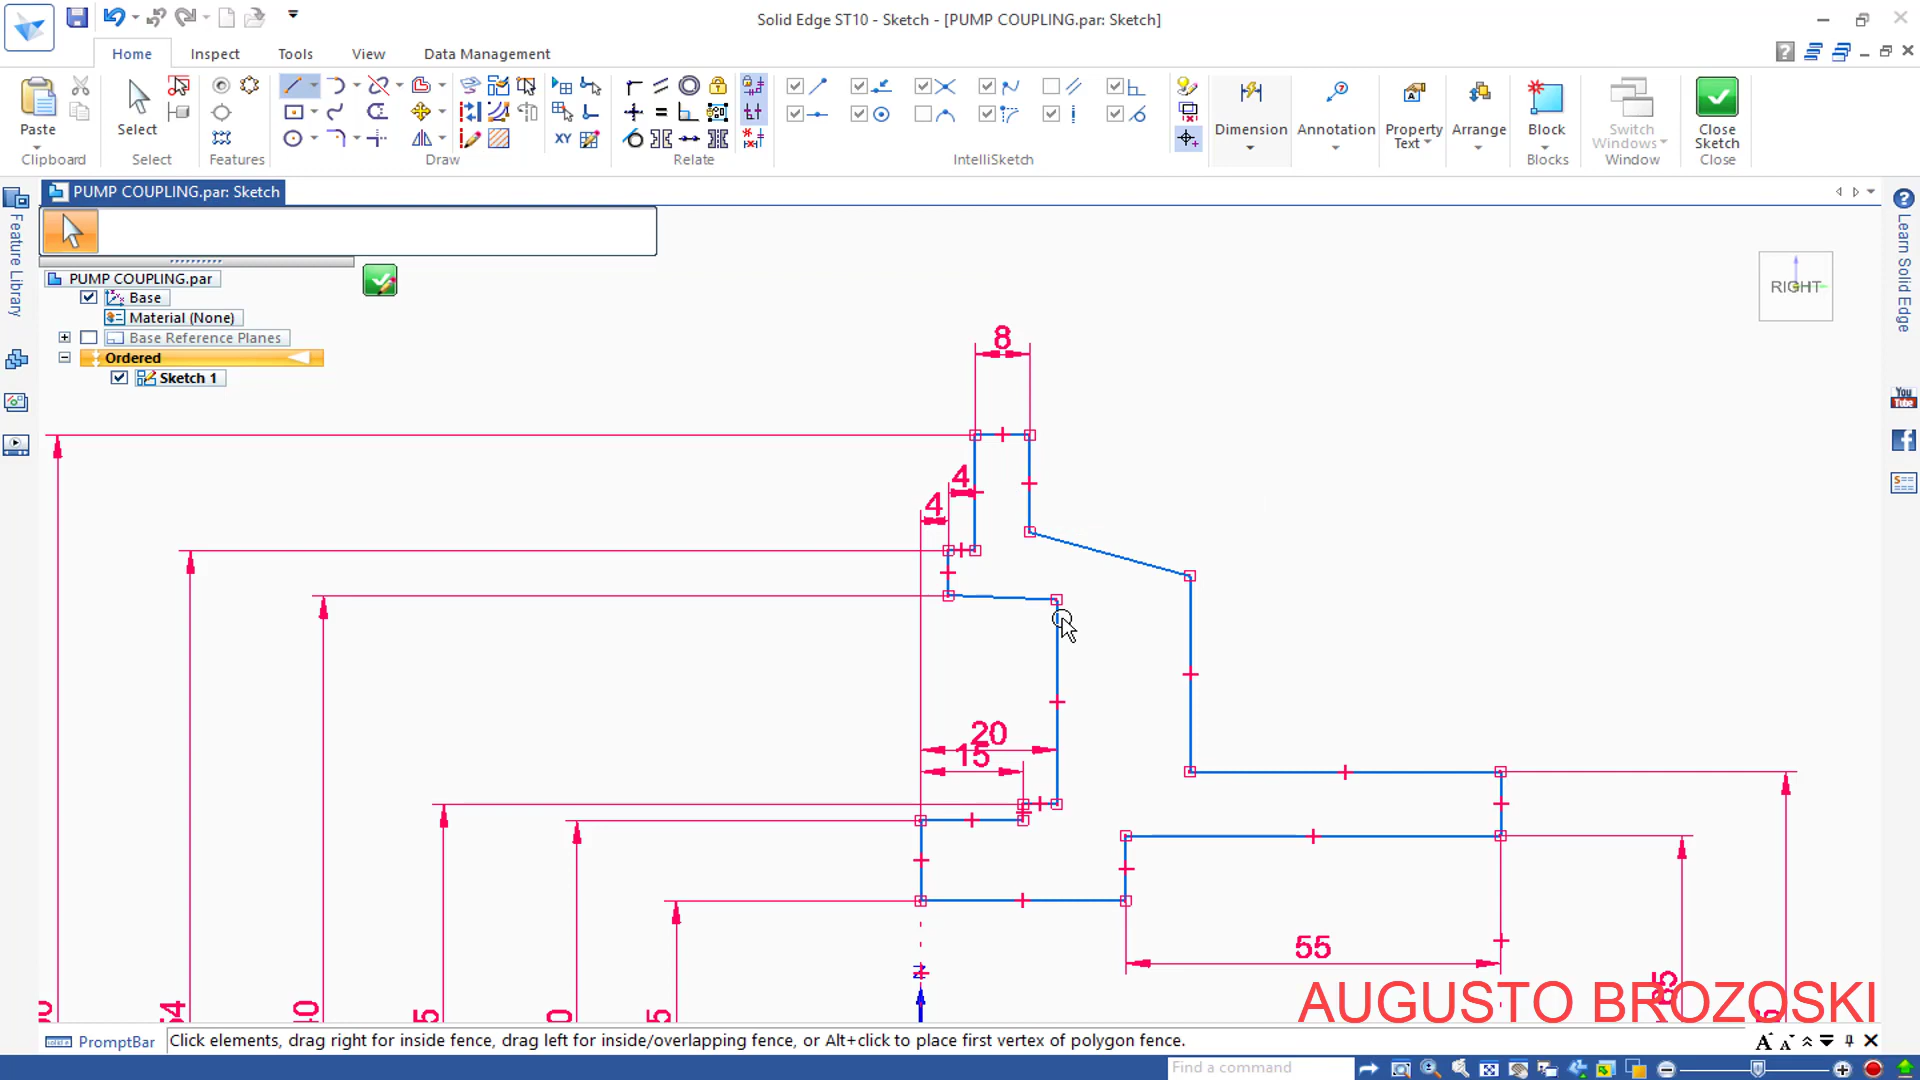 Solid Edge ST10 - Sketch - [PUMP COUPLING.par: Sketch]
Home
Inspect
Tools
View
Data Management
Paste
Select
Dimension
Annotation
Property Text
Arrange
Block
Switch Windows
Close Sketch
Clipboard
Select
Features
Draw
Relate
IntelliSketch
Blocks
Window
Close
PUMP COUPLING.par: Sketch
Feature Library
Learn Solid Edge
PUMP COUPLING.par
Base
Material (None)
Base Reference Planes
Ordered
Sketch 1
RIGHT
You
Tube
8
4
4
20
15
55
54
Z
AUGUSTO BROZOSKI
PromptBar
Click elements, drag right for inside fence, drag left for inside/overlapping fence, or Alt+click to place first vertex of polygon fence.
Find a command